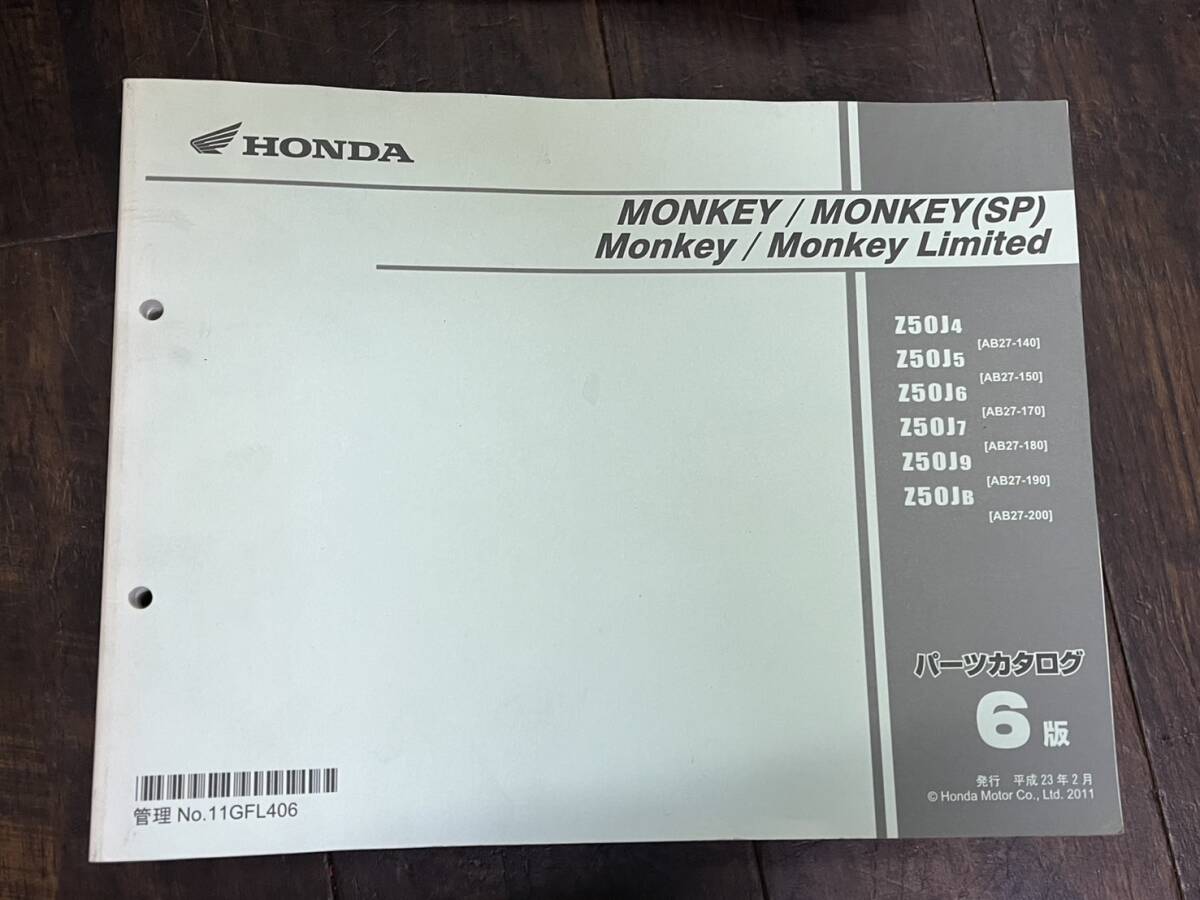 HONDA
MONKEY / MONKEY(SP)
Monkey / Monkey Limited
Z50J4
[AB27-140]
Z50J5
[AB27-150]
Z50J6
[AB27-170]
Z50J7
[AB27-180]
Z50J9
[AB27-190]
Z50JB
[AB27-200]
パーツカタログ
6版
発行 平成23年2月
© Honda Motor Co., Ltd. 2011
管理 No.11GFL406